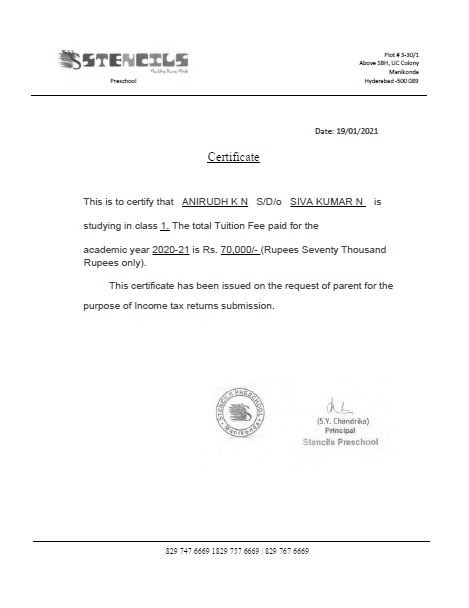 STENCILS
Building Young Minds
Preschool
Plot # 3-30/1
Above SBH, LIC Colony
Manikonda
Hyderabad -500 089
Date: 19/01/2021
Certificate
This is to certify that ANIRUDH K N S/D/o SIVA KUMAR N is
studying in class 1. The total Tuition Fee paid for the
academic year 2020-21 is Rs. 70,000/- (Rupees Seventy Thousand
Rupees only).
This certificate has been issued on the request of parent for the
purpose of Income tax returns submission.
STENCILS PRESCHOOL
Manikonda
(S.Y. Chandrika)
Principal
Stencils Preschool
829 747 6669 1829 757 6669 | 829 767 6669